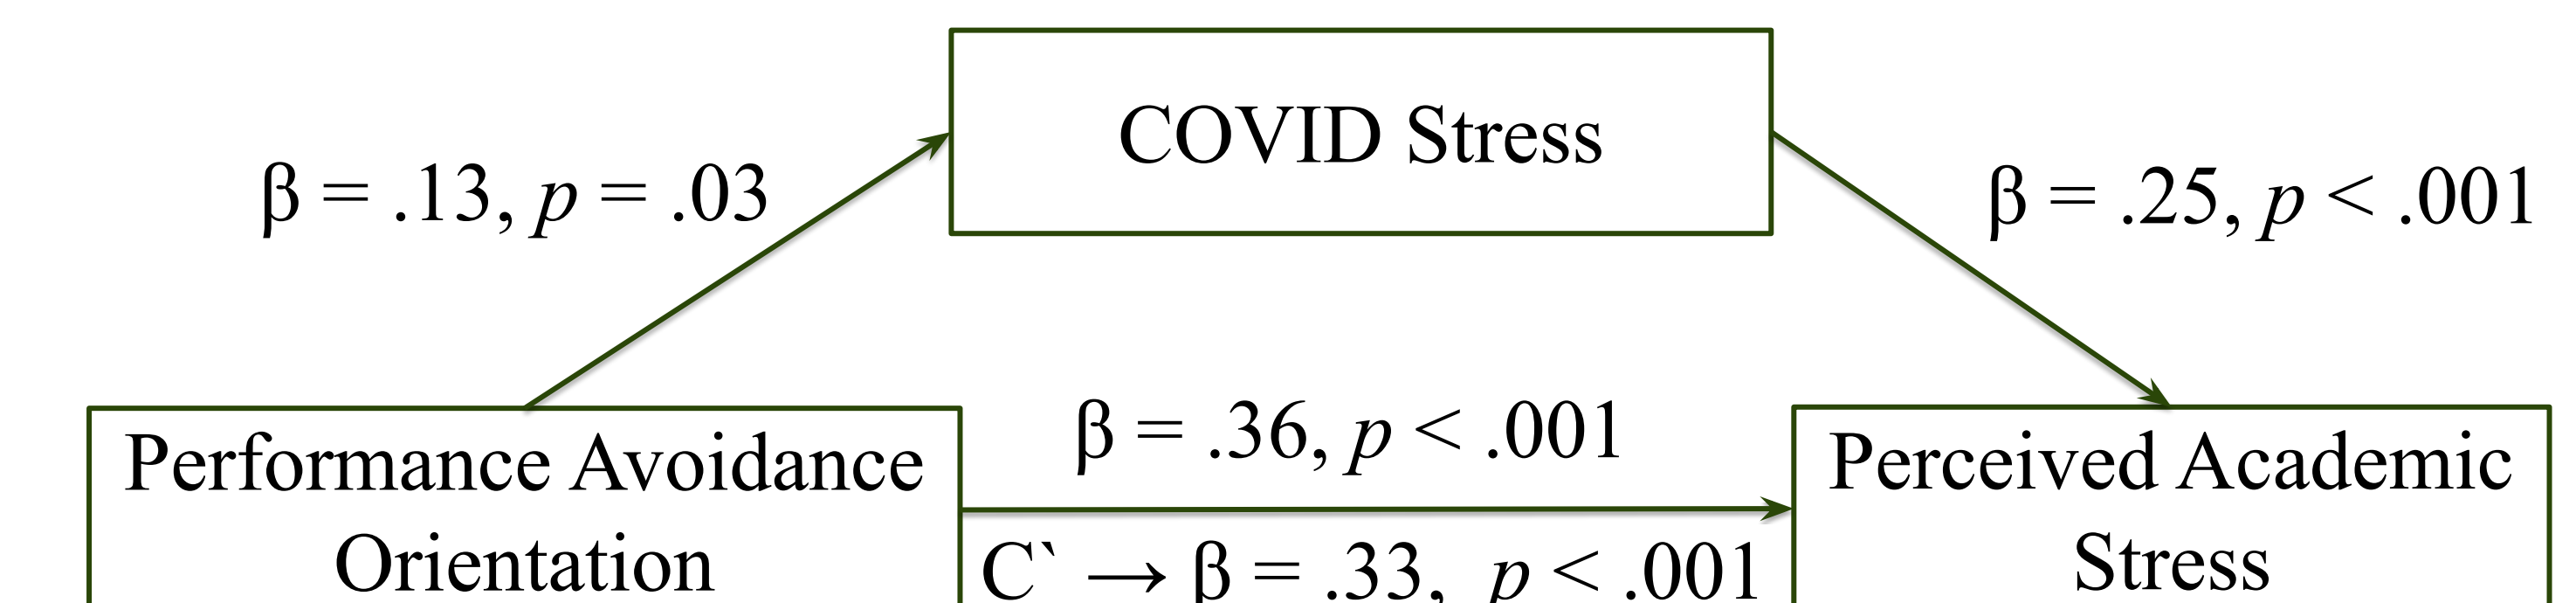 COVID Stress
β = .13, p = .03
β = .25, p < .001
β = .36, p < .001
Performance Avoidance
Orientation
Perceived Academic
Stress
C` → β = .33, p < .001